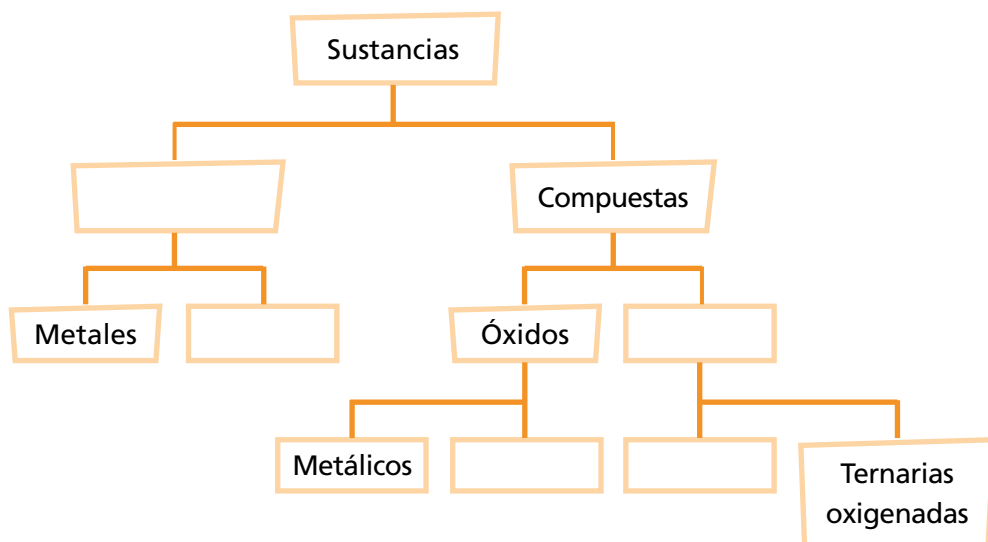 Sustancias
Compuestas
Metales
Óxidos
Metálicos
Ternarias
oxigenadas